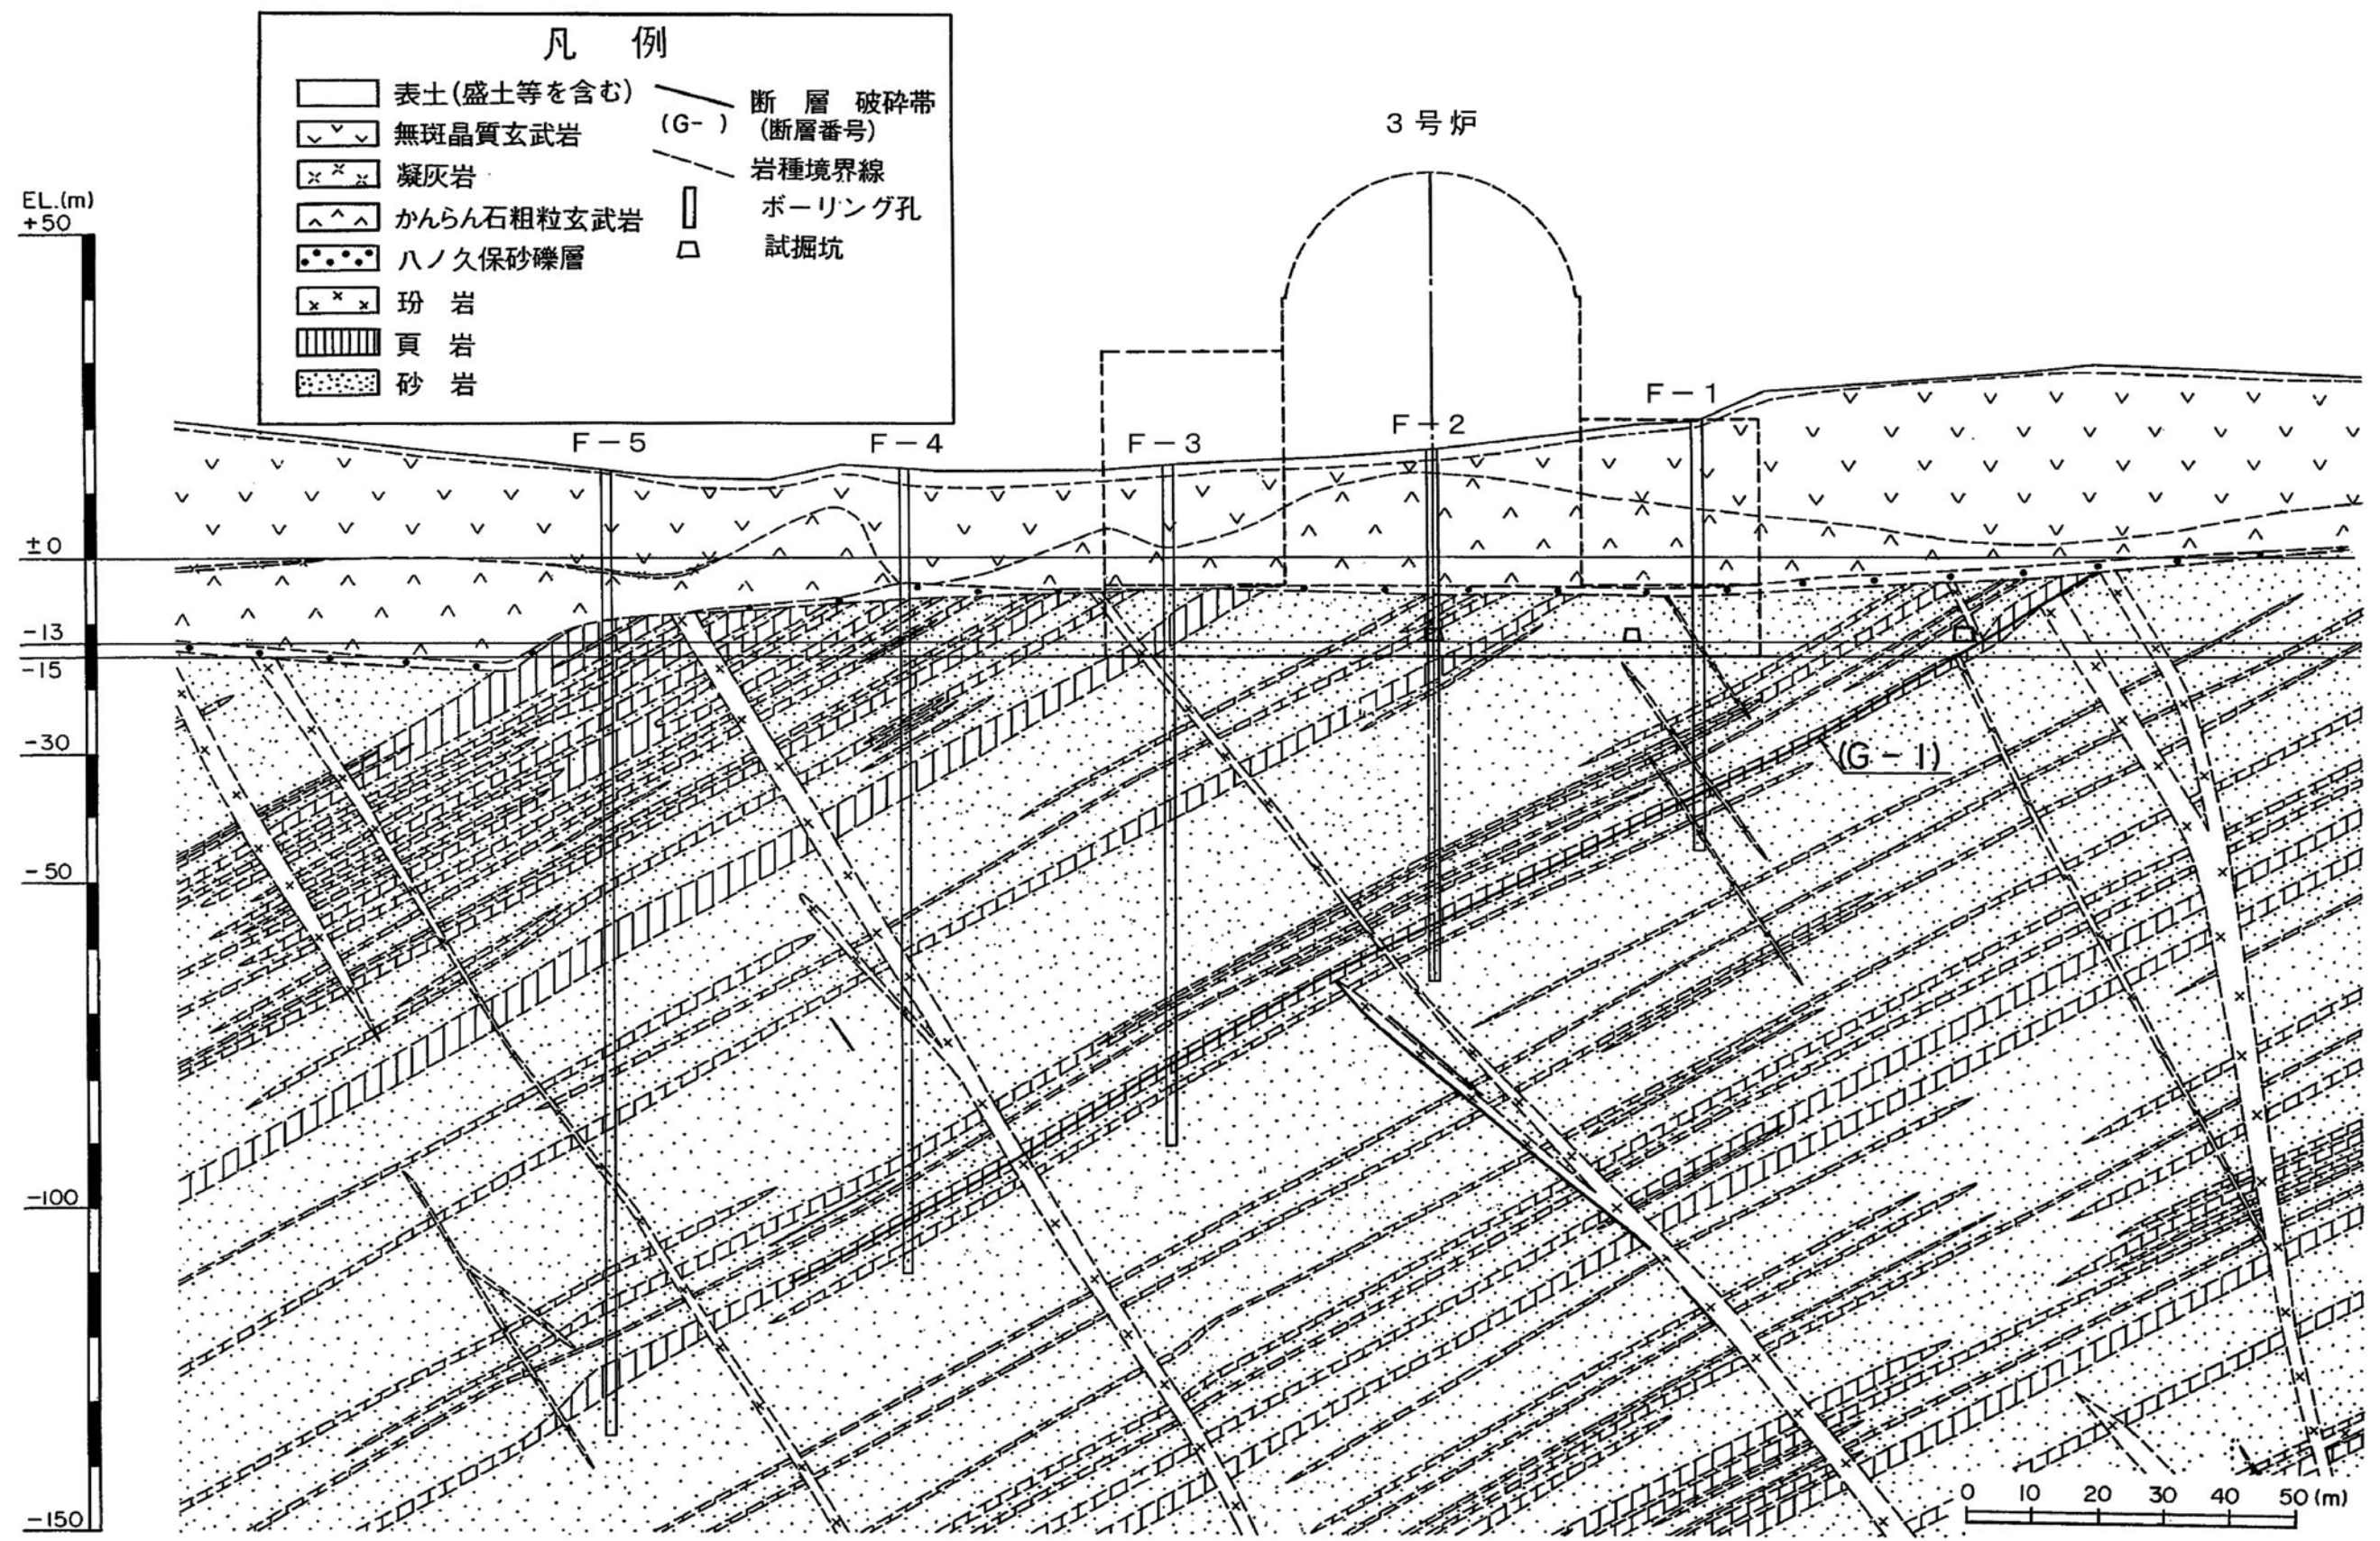 凡 例
表土(盛土等を含む)
無斑晶質玄武岩
凝灰岩
かんらん石粗粒玄武岩
八ノ久保砂礫層
玢 岩
頁 岩
砂 岩
断 層 破砕帯
(G- ) (断層番号)
岩種境界線
ボーリング孔
試掘坑
3号炉
EL.(m)
+50
±0
-13
-15
-30
-50
-100
-150
F-5
F-4
F-3
F-2
F-1
(G-1)
0 10 20 30 40 50(m)